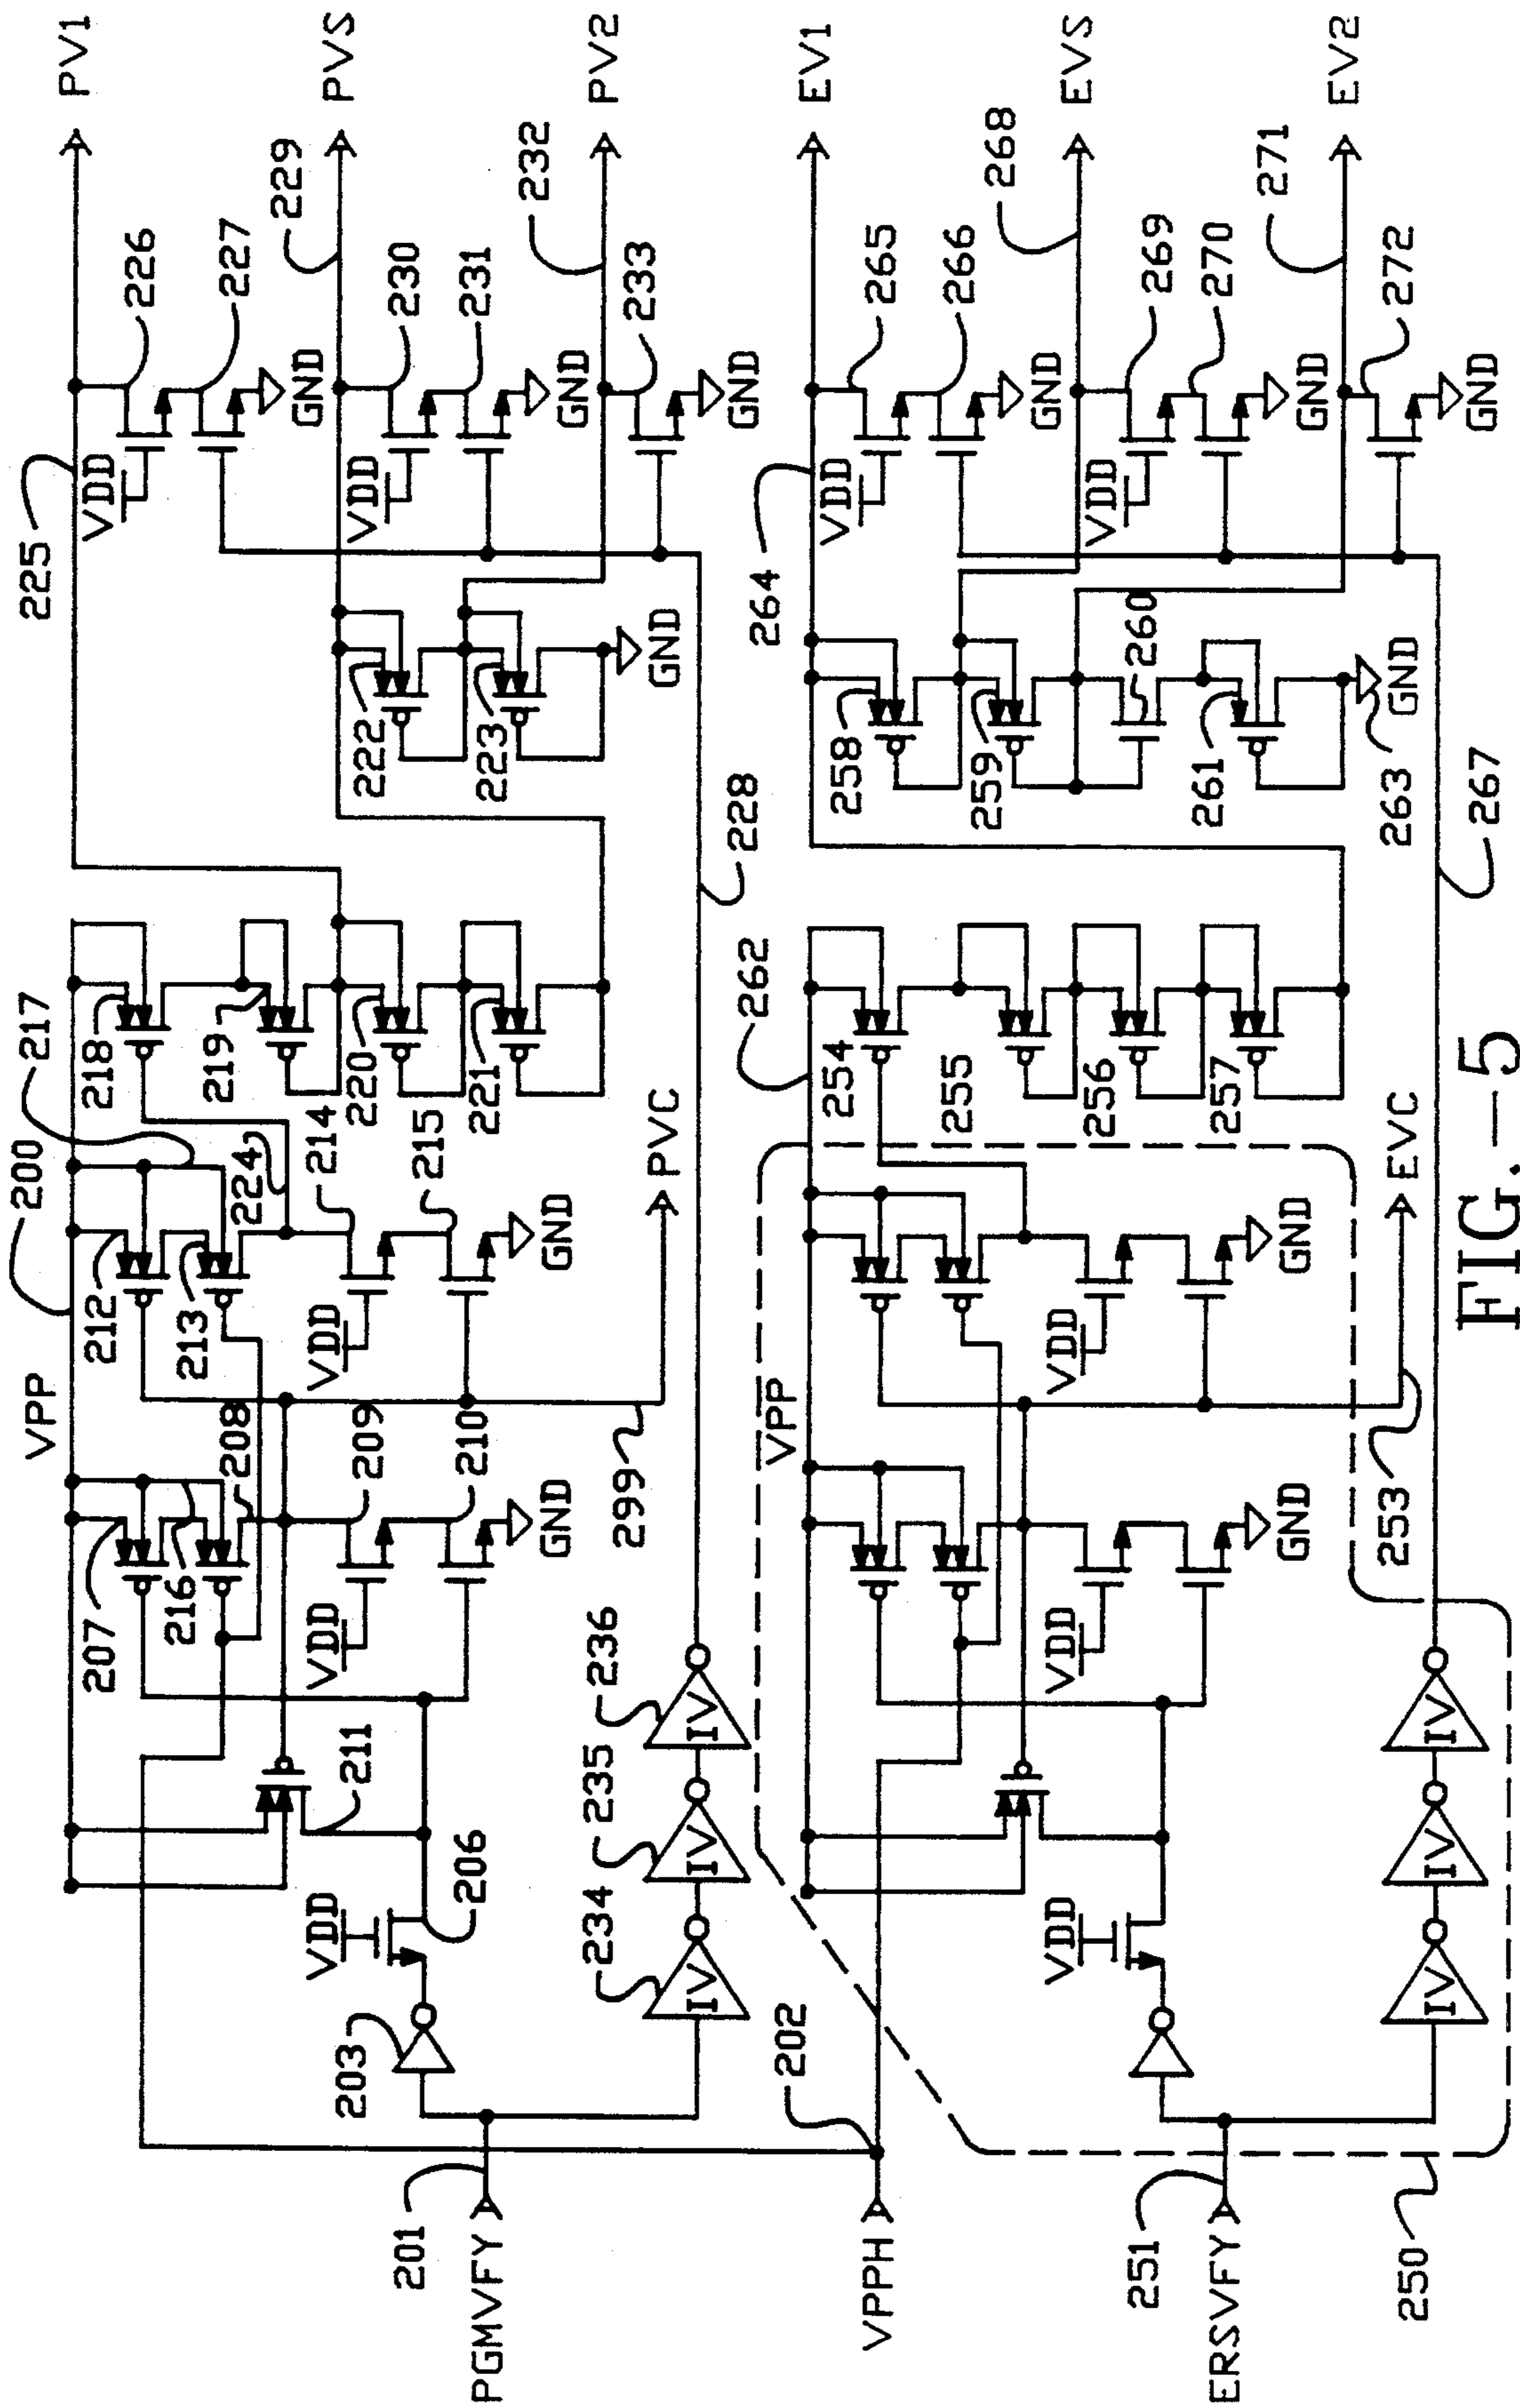 200
217
225
VPP
212
213
218
219
224
207
216
208
211
209
214
220
215
210
221
VDD
VDD
VDD
GND
GND
206
203
201
PGMVFY
299
PVC
222
223
GND
VDD
226
227
GND
229
VDD
230
231
GND
232
233
GND
PV1
PVS
PV2
234
235
236
IV
IV
IV
228
202
VPPH
VPP
262
254
255
256
257
VDD
VDD
VDD
GND
GND
251
ERSVFY
250
IV
IV
IV
253
EVC
264
258
259
260
261
263
GND
VDD
265
266
GND
268
VDD
269
270
GND
271
272
GND
267
EV1
EVS
EV2
FIG.-5